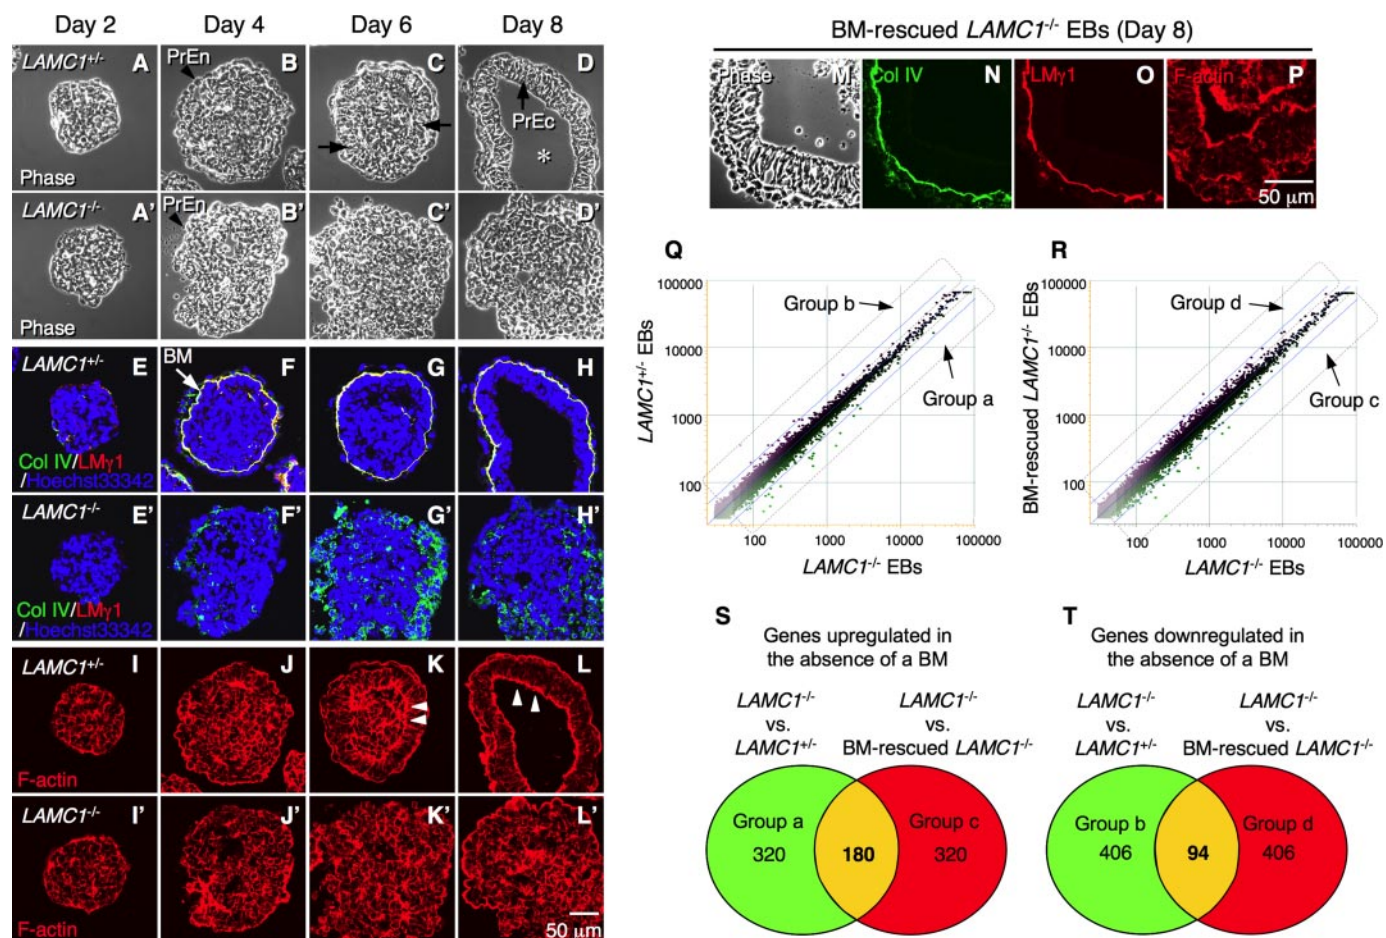 Day 2
Day 4
Day 6
Day 8
LAMC1+/-
A
PrEn
B
C
D
PrEc
*
Phase
LAMC1-/-
A'
PrEn
B'
C'
D'
Phase
LAMC1+/-
E
BM
F
G
H
Col IV/LMγ1
/Hoechst33342
LAMC1-/-
E'
F'
G'
H'
Col IV/LMγ1
/Hoechst33342
LAMC1+/-
I
J
K
L
F-actin
LAMC1-/-
I'
J'
K'
L'
F-actin
50 μm
BM-rescued LAMC1-/- EBs (Day 8)
Phase
M
Col IV
N
LMγ1
O
F-actin
P
50 μm
Q
100000
10000
1000
100
LAMC1+/- EBs
Group b
Group a
100
1000
10000
100000
LAMC1-/- EBs
R
100000
10000
1000
100
BM-rescued LAMC1-/- EBs
Group d
Group c
100
1000
10000
100000
LAMC1-/- EBs
S
Genes upregulated in
the absence of a BM
LAMC1-/-
vs.
LAMC1+/-
LAMC1-/-
vs.
BM-rescued LAMC1-/-
Group a
320
180
Group c
320
T
Genes downregulated in
the absence of a BM
LAMC1-/-
vs.
LAMC1+/-
LAMC1-/-
vs.
BM-rescued LAMC1-/-
Group b
406
94
Group d
406